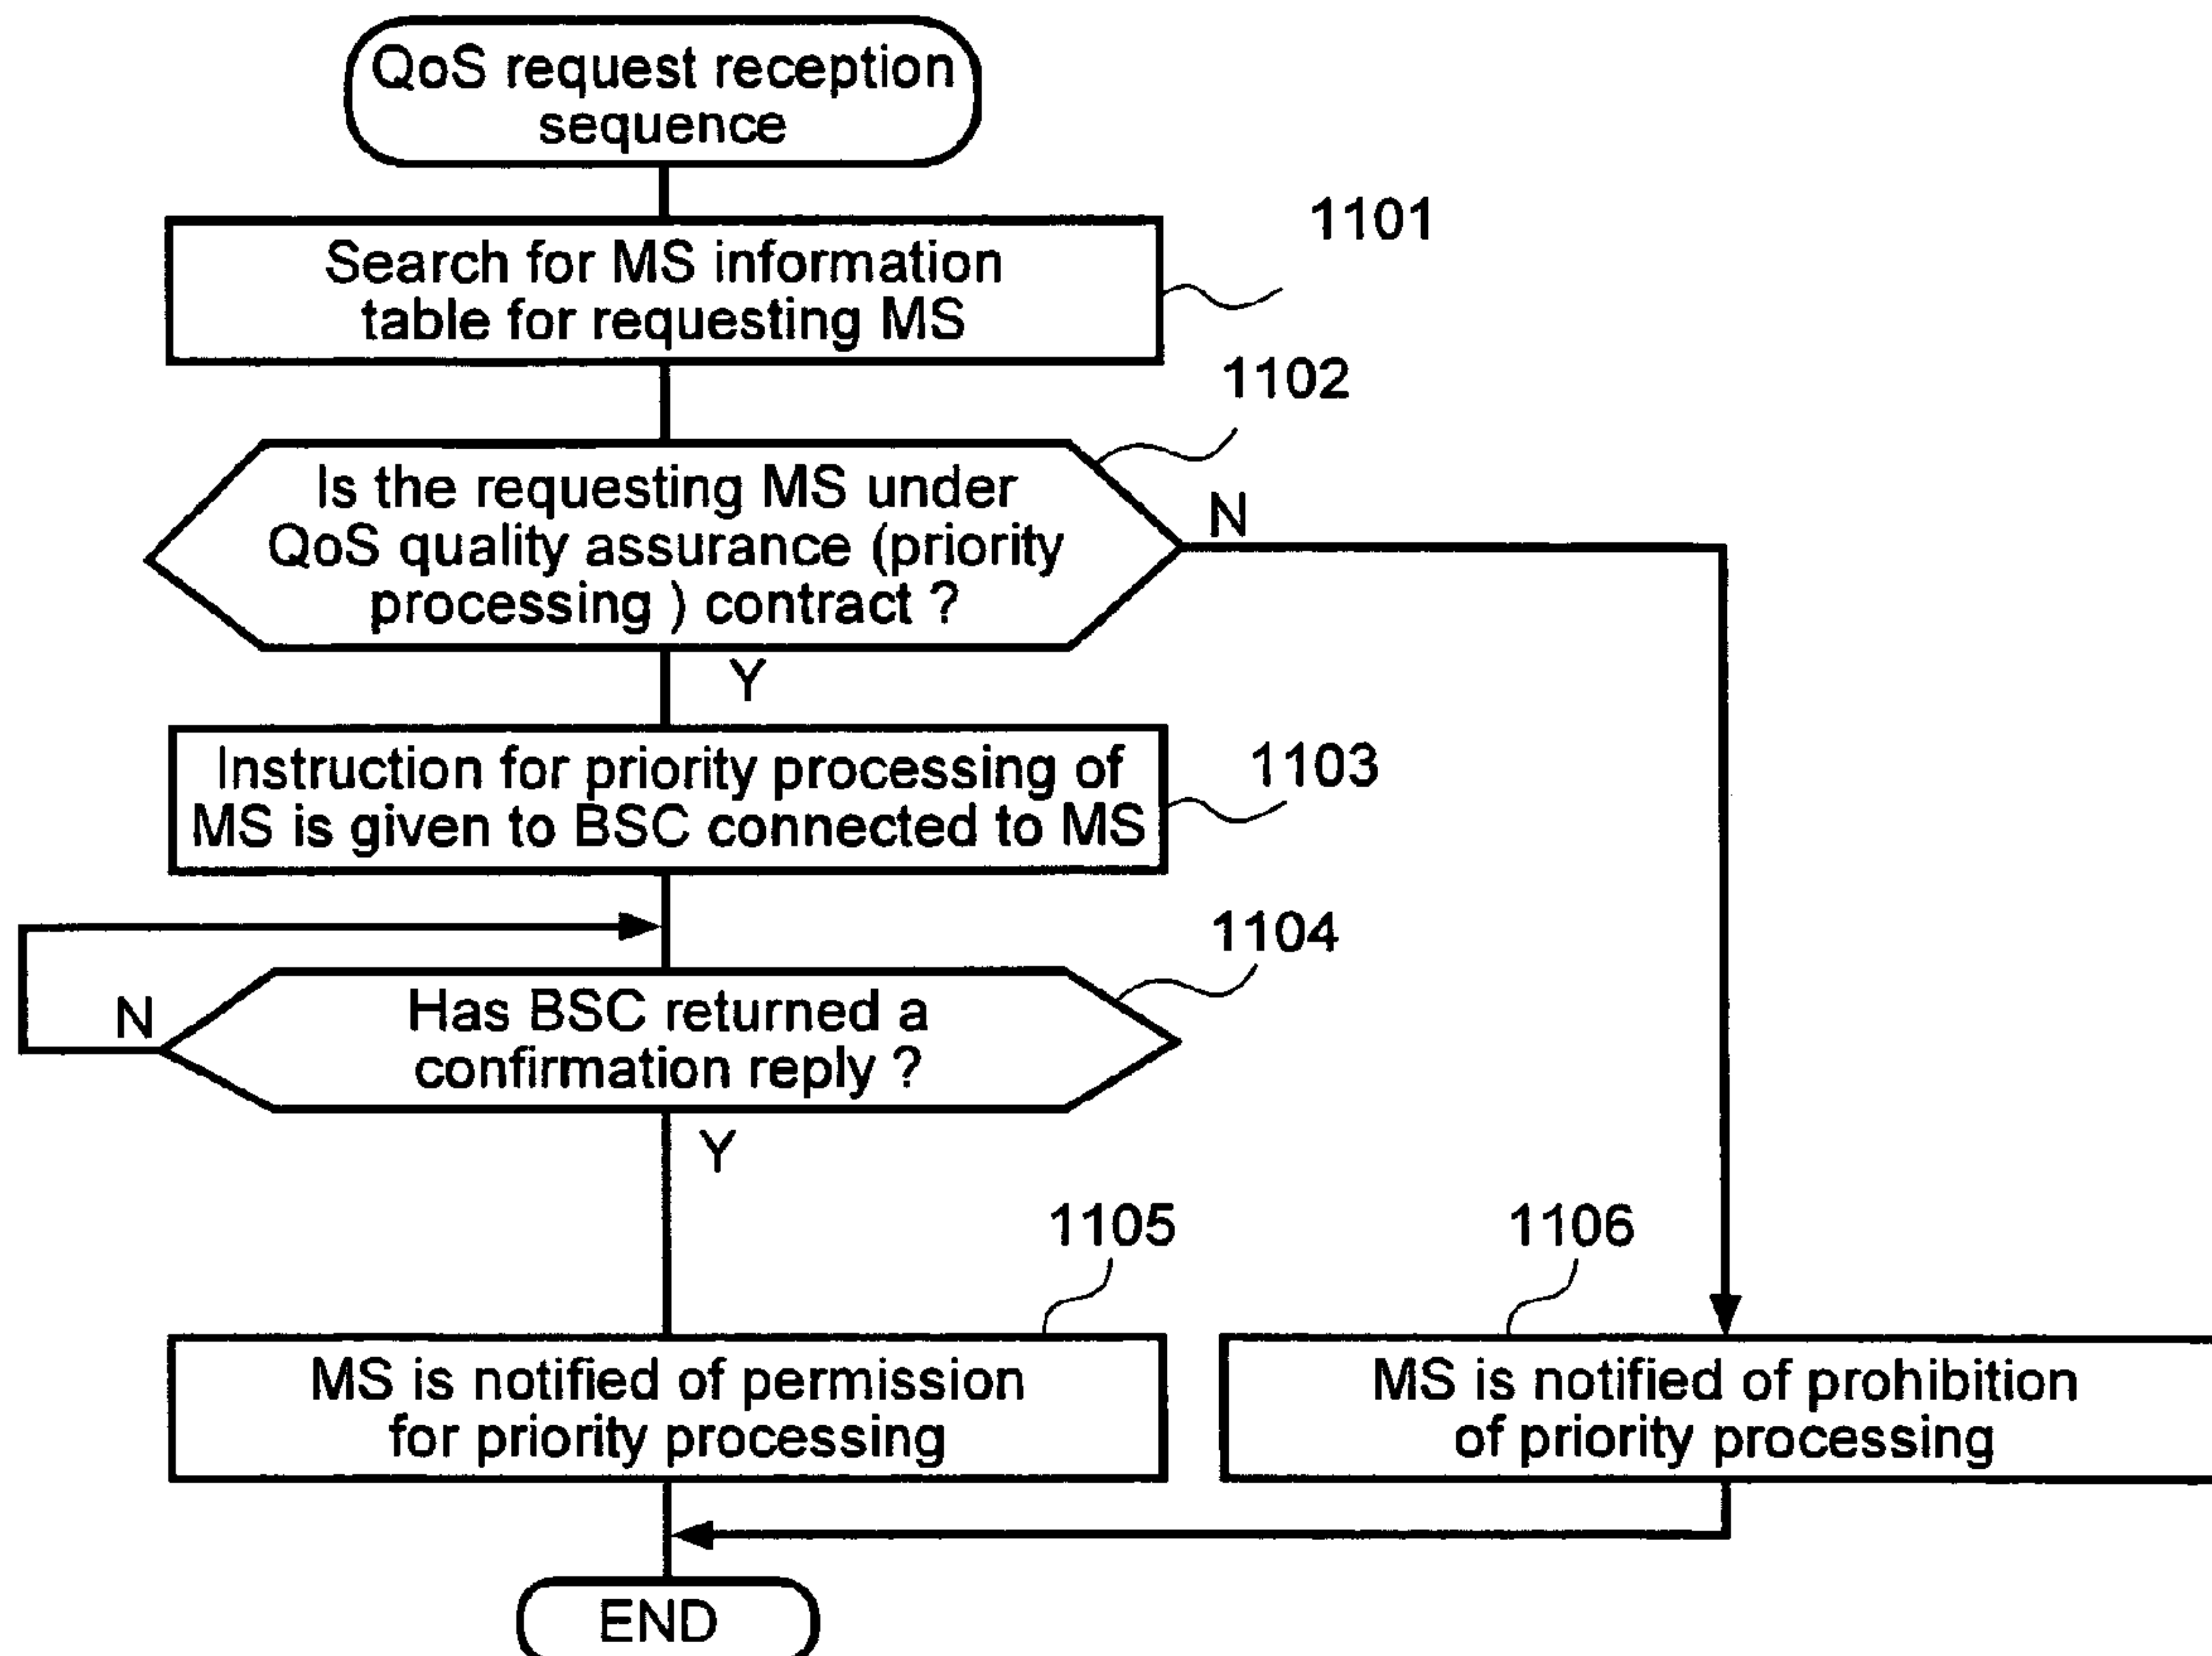 QoS request reception
sequence
1101
Search for MS information
table for requesting MS
1102
Is the requesting MS under
QoS quality assurance (priority
processing ) contract ?
N
Y
1103
Instruction for priority processing of
MS is given to BSC connected to MS
1104
Has BSC returned a
confirmation reply ?
N
Y
1105
MS is notified of permission
for priority processing
1106
MS is notified of prohibition
of priority processing
END